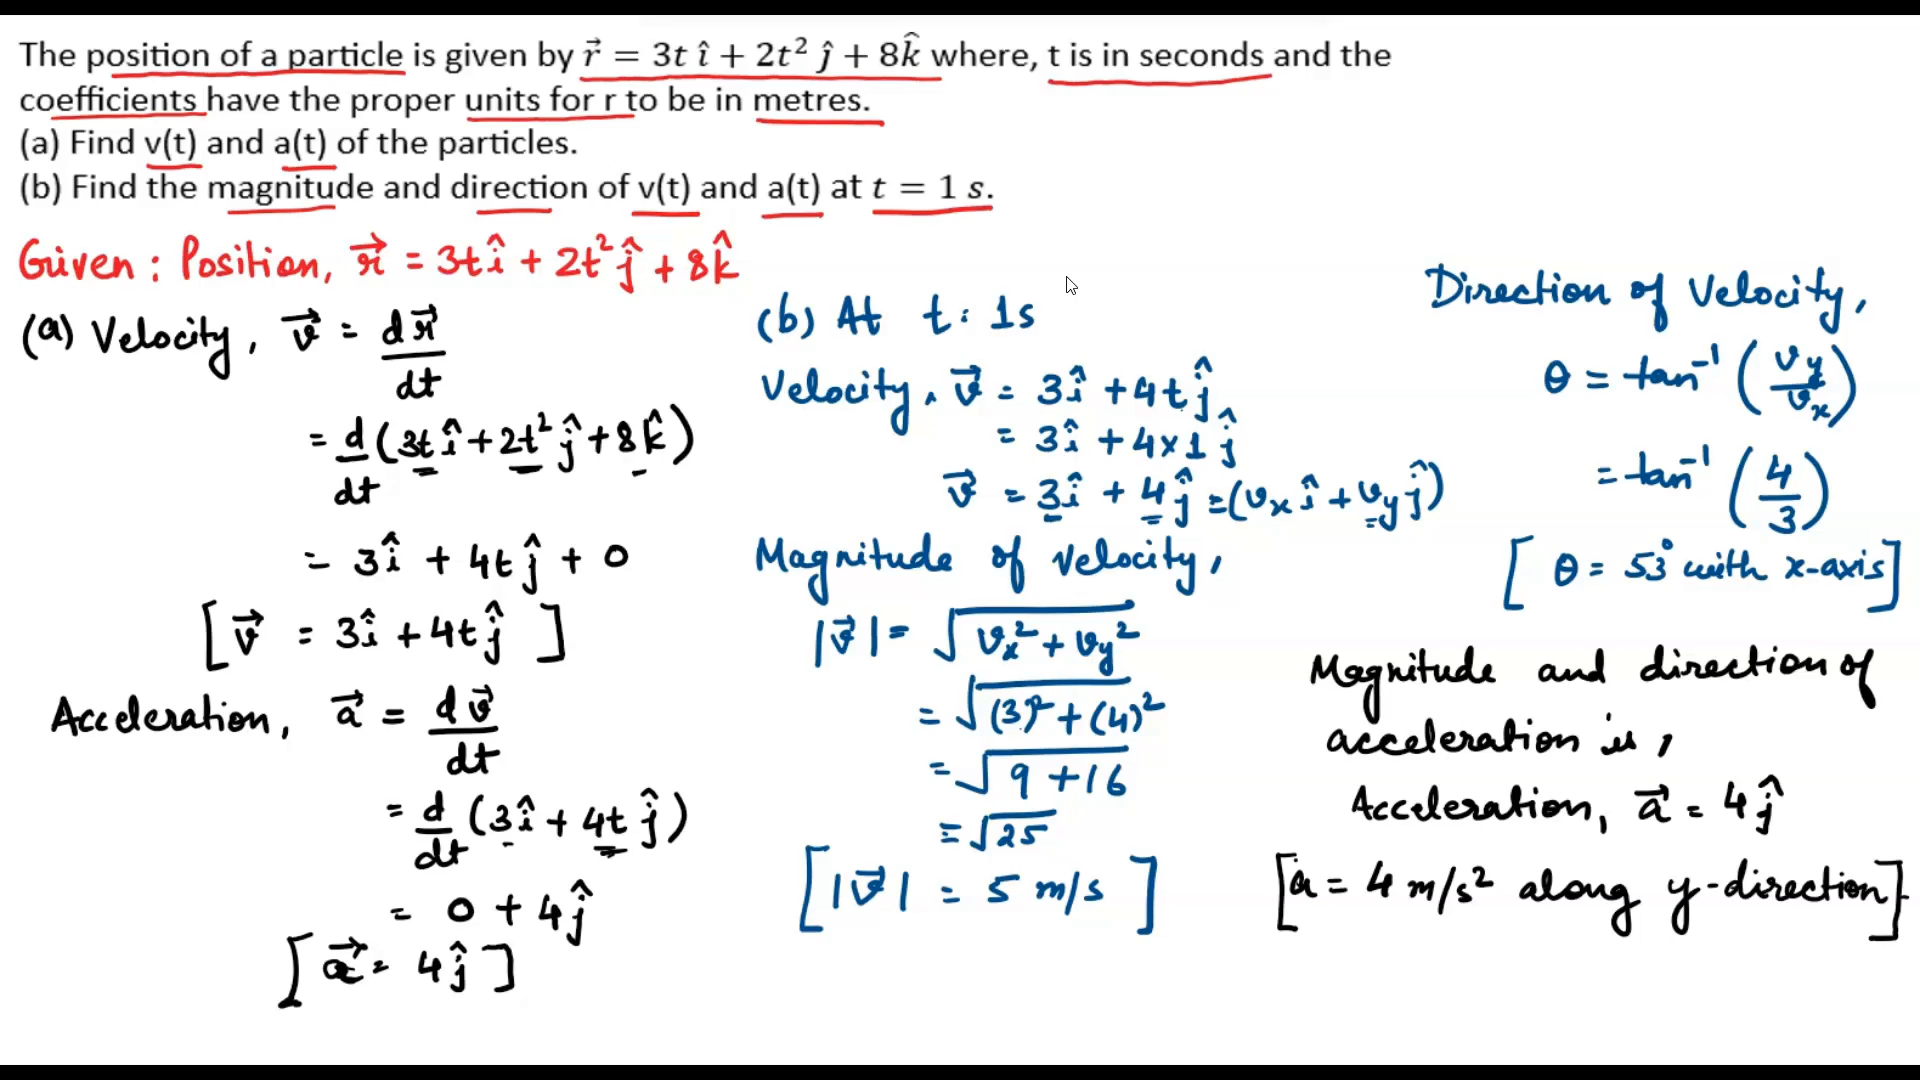 The position of a particle is given by r⃗ = 3t î + 2t² ĵ + 8k̂ where, t is in seconds and the
coefficients have the proper units for r to be in metres.
(a) Find v(t) and a(t) of the particles.
(b) Find the magnitude and direction of v(t) and a(t) at t = 1 s.
Given : Position, r⃗ = 3tî + 2t²ĵ + 8k̂
(a) Velocity, v⃗ = dr⃗/dt
= d/dt (3tî + 2t²ĵ + 8k̂)
= 3î + 4tĵ + 0
[v⃗ = 3î + 4tĵ]
Acceleration, a⃗ = dv⃗/dt
= d/dt (3î + 4tĵ)
= 0 + 4ĵ
[a⃗ = 4ĵ]
(b) At t : 1s
Velocity, v⃗ = 3î + 4tĵ
= 3î + 4×1ĵ
v⃗ = 3î + 4ĵ = (vxî + vyĵ)
Magnitude of velocity,
|v⃗| = √(vx² + vy²)
= √((3)² + (4)²)
= √(9 + 16)
= √25
[|v⃗| = 5 m/s]
Direction of Velocity,
θ = tan⁻¹ (vy/vx)
= tan⁻¹ (4/3)
[θ = 53° with x-axis]
Magnitude and direction of
acceleration is,
Acceleration, a⃗ = 4ĵ
[a = 4 m/s² along y-direction]